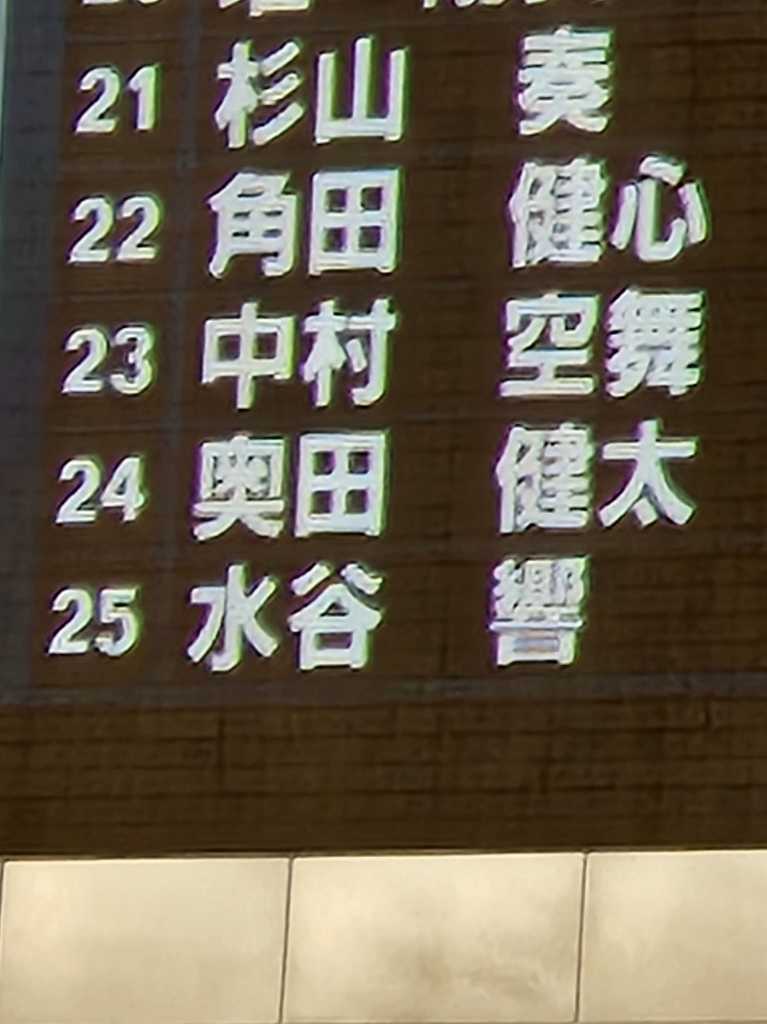 21 杉山 奏
22 角田 健心
23 中村 空舞
24 奥田 健太
25 水谷 響